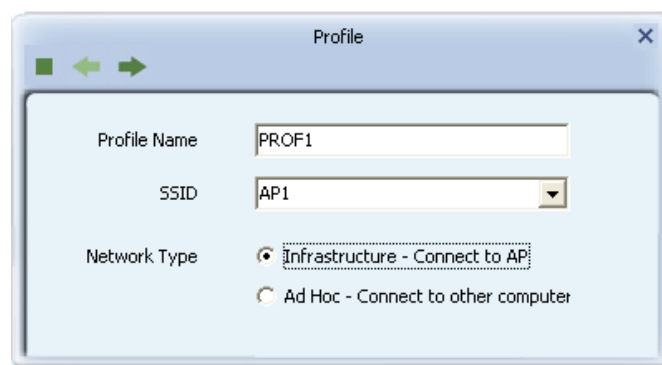 Profile
Profile Name PROF1
SSID AP1
Network Type Infrastructure - Connect to AP
Ad Hoc - Connect to other computer